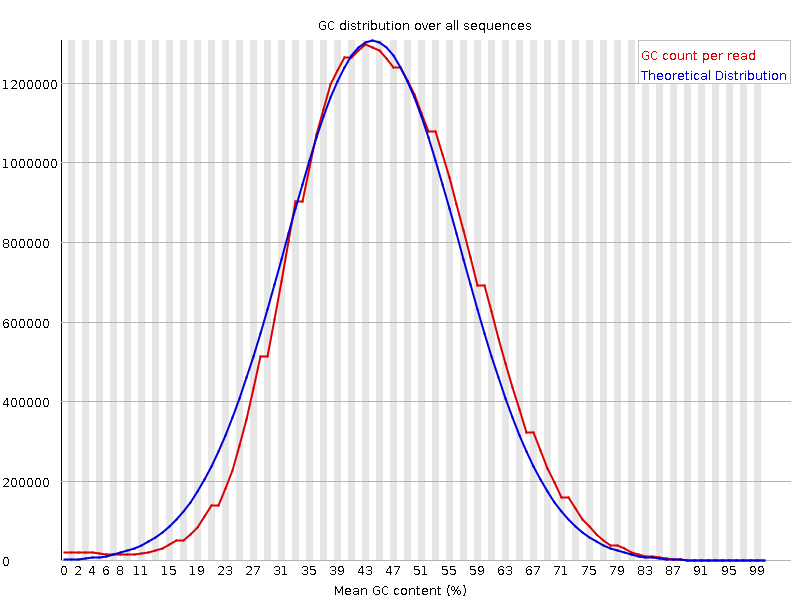 GC distribution over all sequences
GC count per read
Theoretical Distribution
1200000
1000000
800000
600000
400000
200000
0
0 2 4 6 8 11 15 19 23 27 31 35 39 43 47 51 55 59 63 67 71 75 79 83 87 91 95 99
Mean GC content (%)